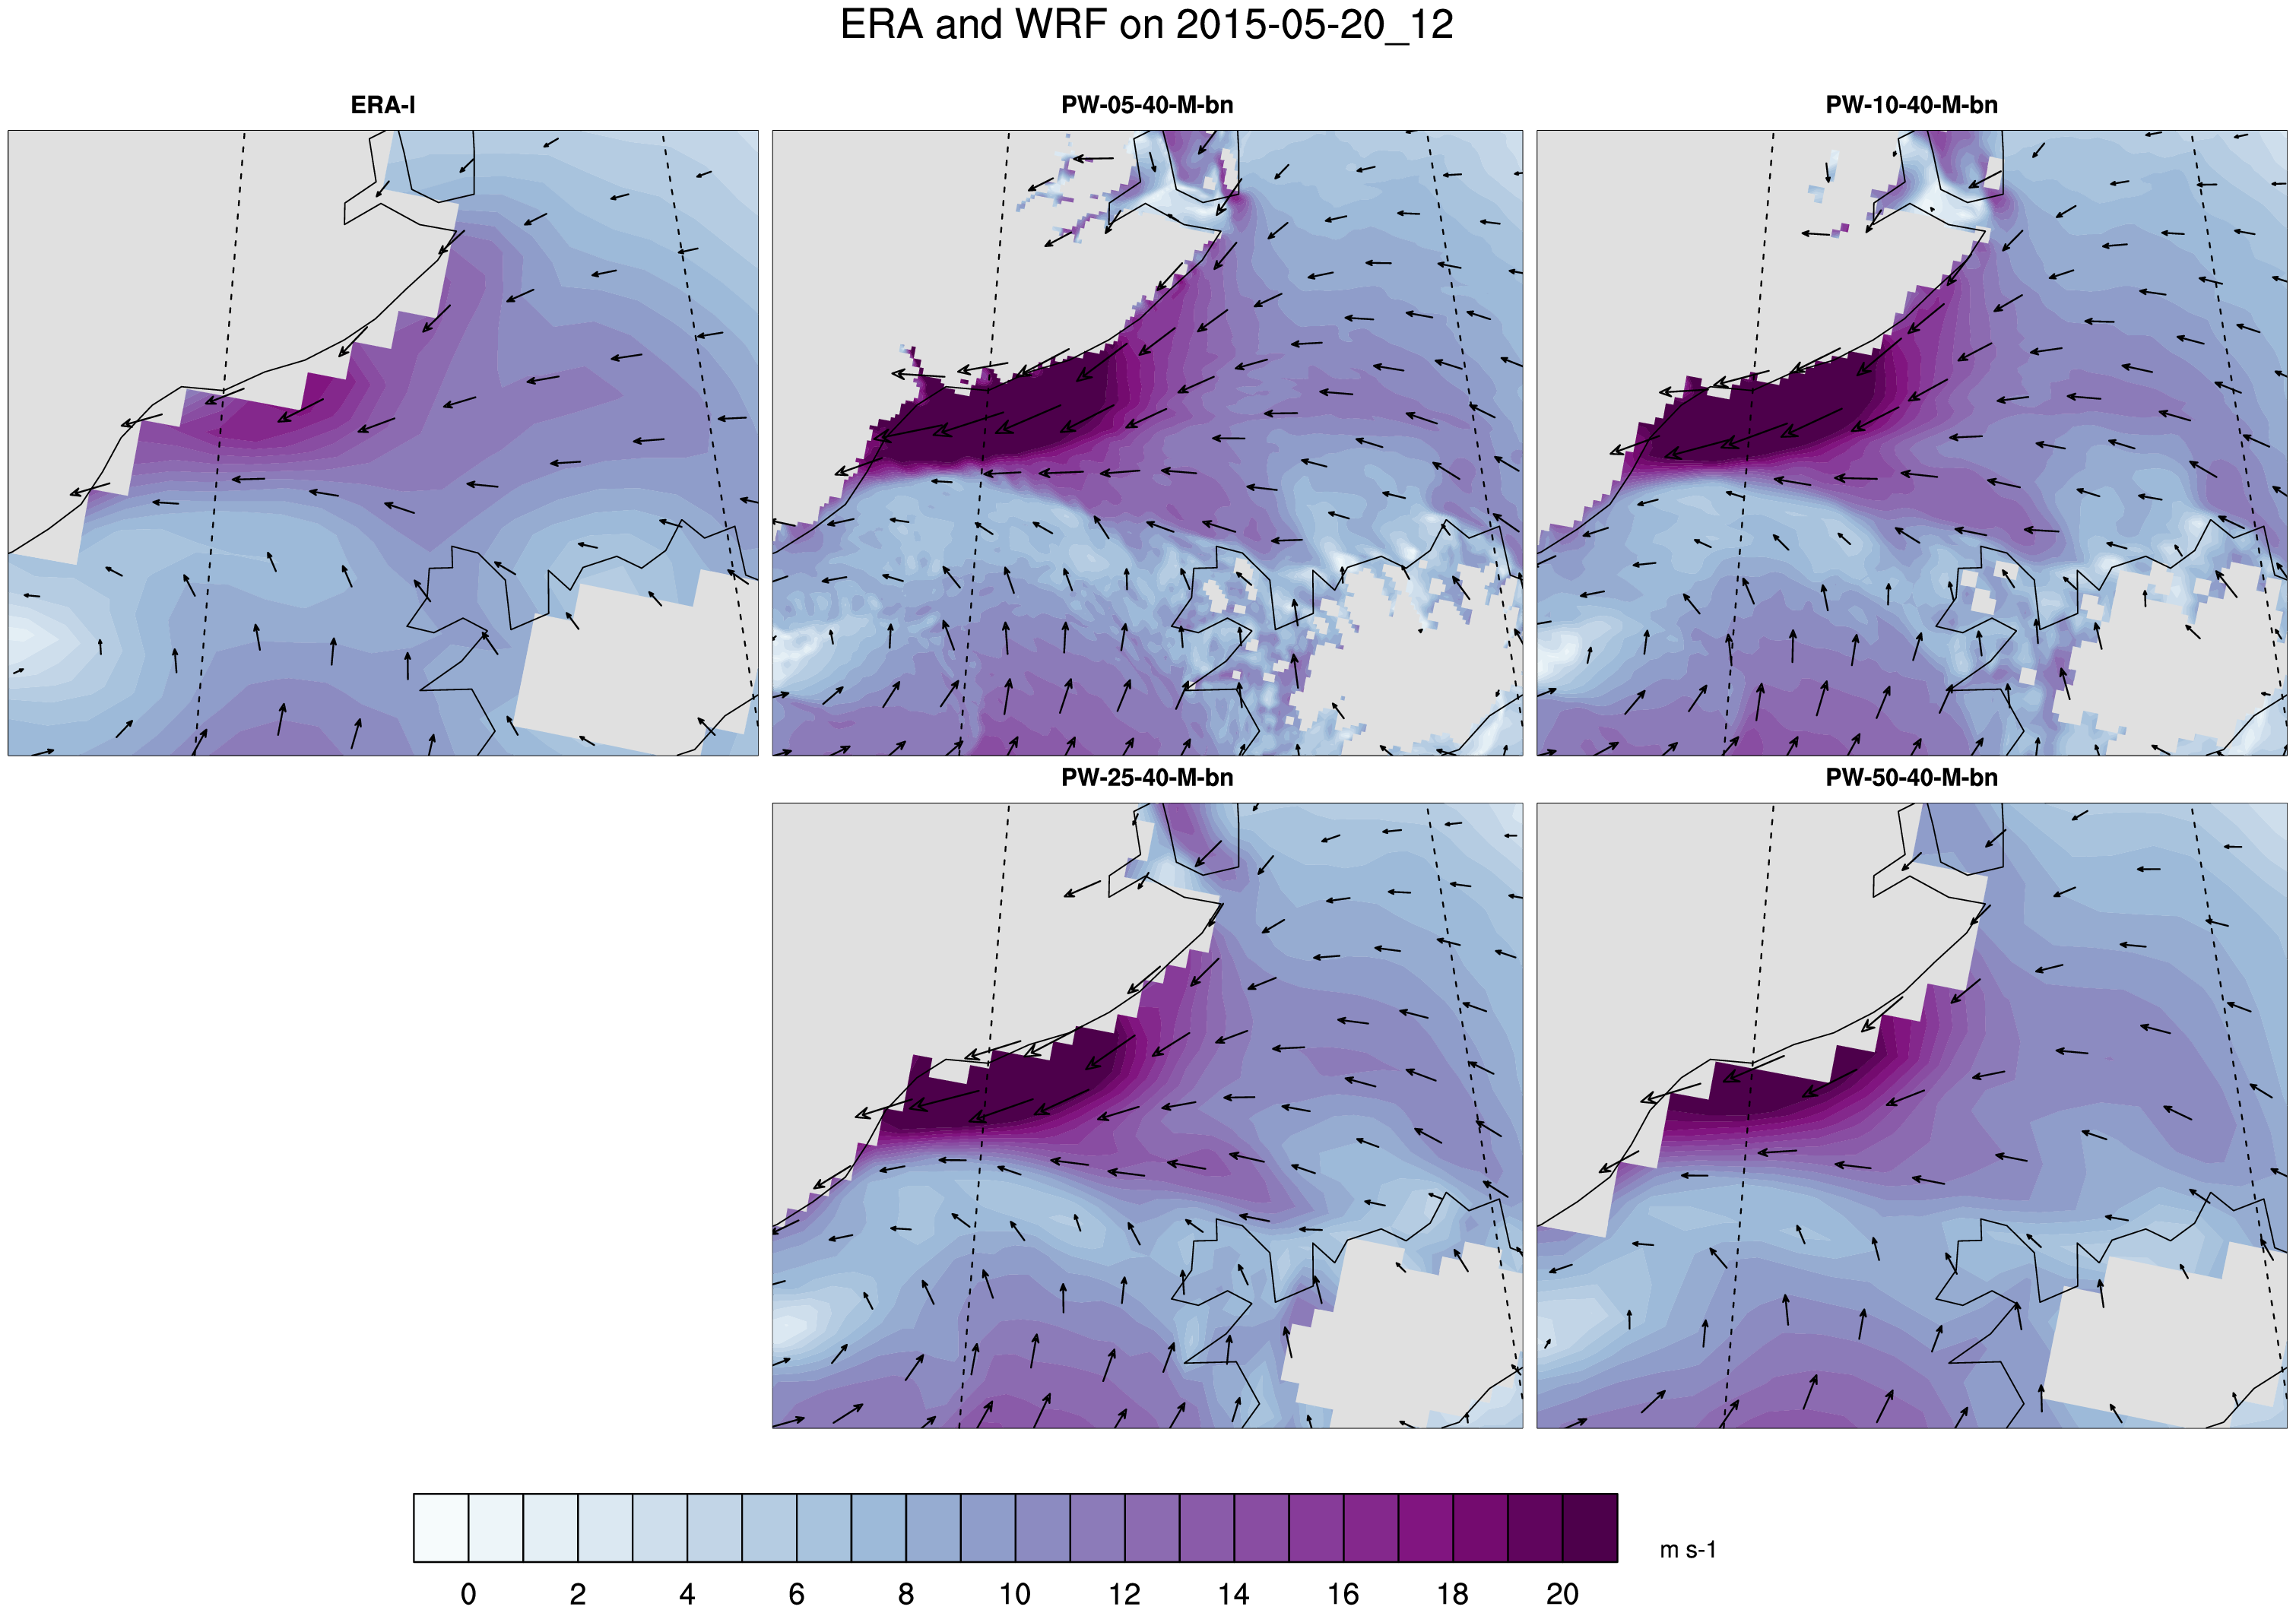 ERA and WRF on 2015-05-20_12
ERA-I
PW-05-40-M-bn
PW-10-40-M-bn
PW-25-40-M-bn
PW-50-40-M-bn
m s-1
0 2 4 6 8 10 12 14 16 18 20